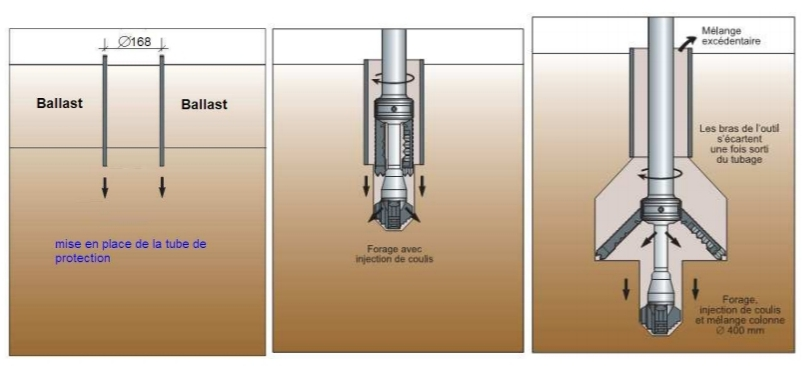 ∅168
Ballast
Ballast
mise en place de la tube de
protection
Forage avec
injection de coulis
Mélange
excédentaire
Les bras de l'outil
s'écartent
une fois sorti
du tubage
Forage,
injection de coulis
et mélange colonne
∅ 400 mm